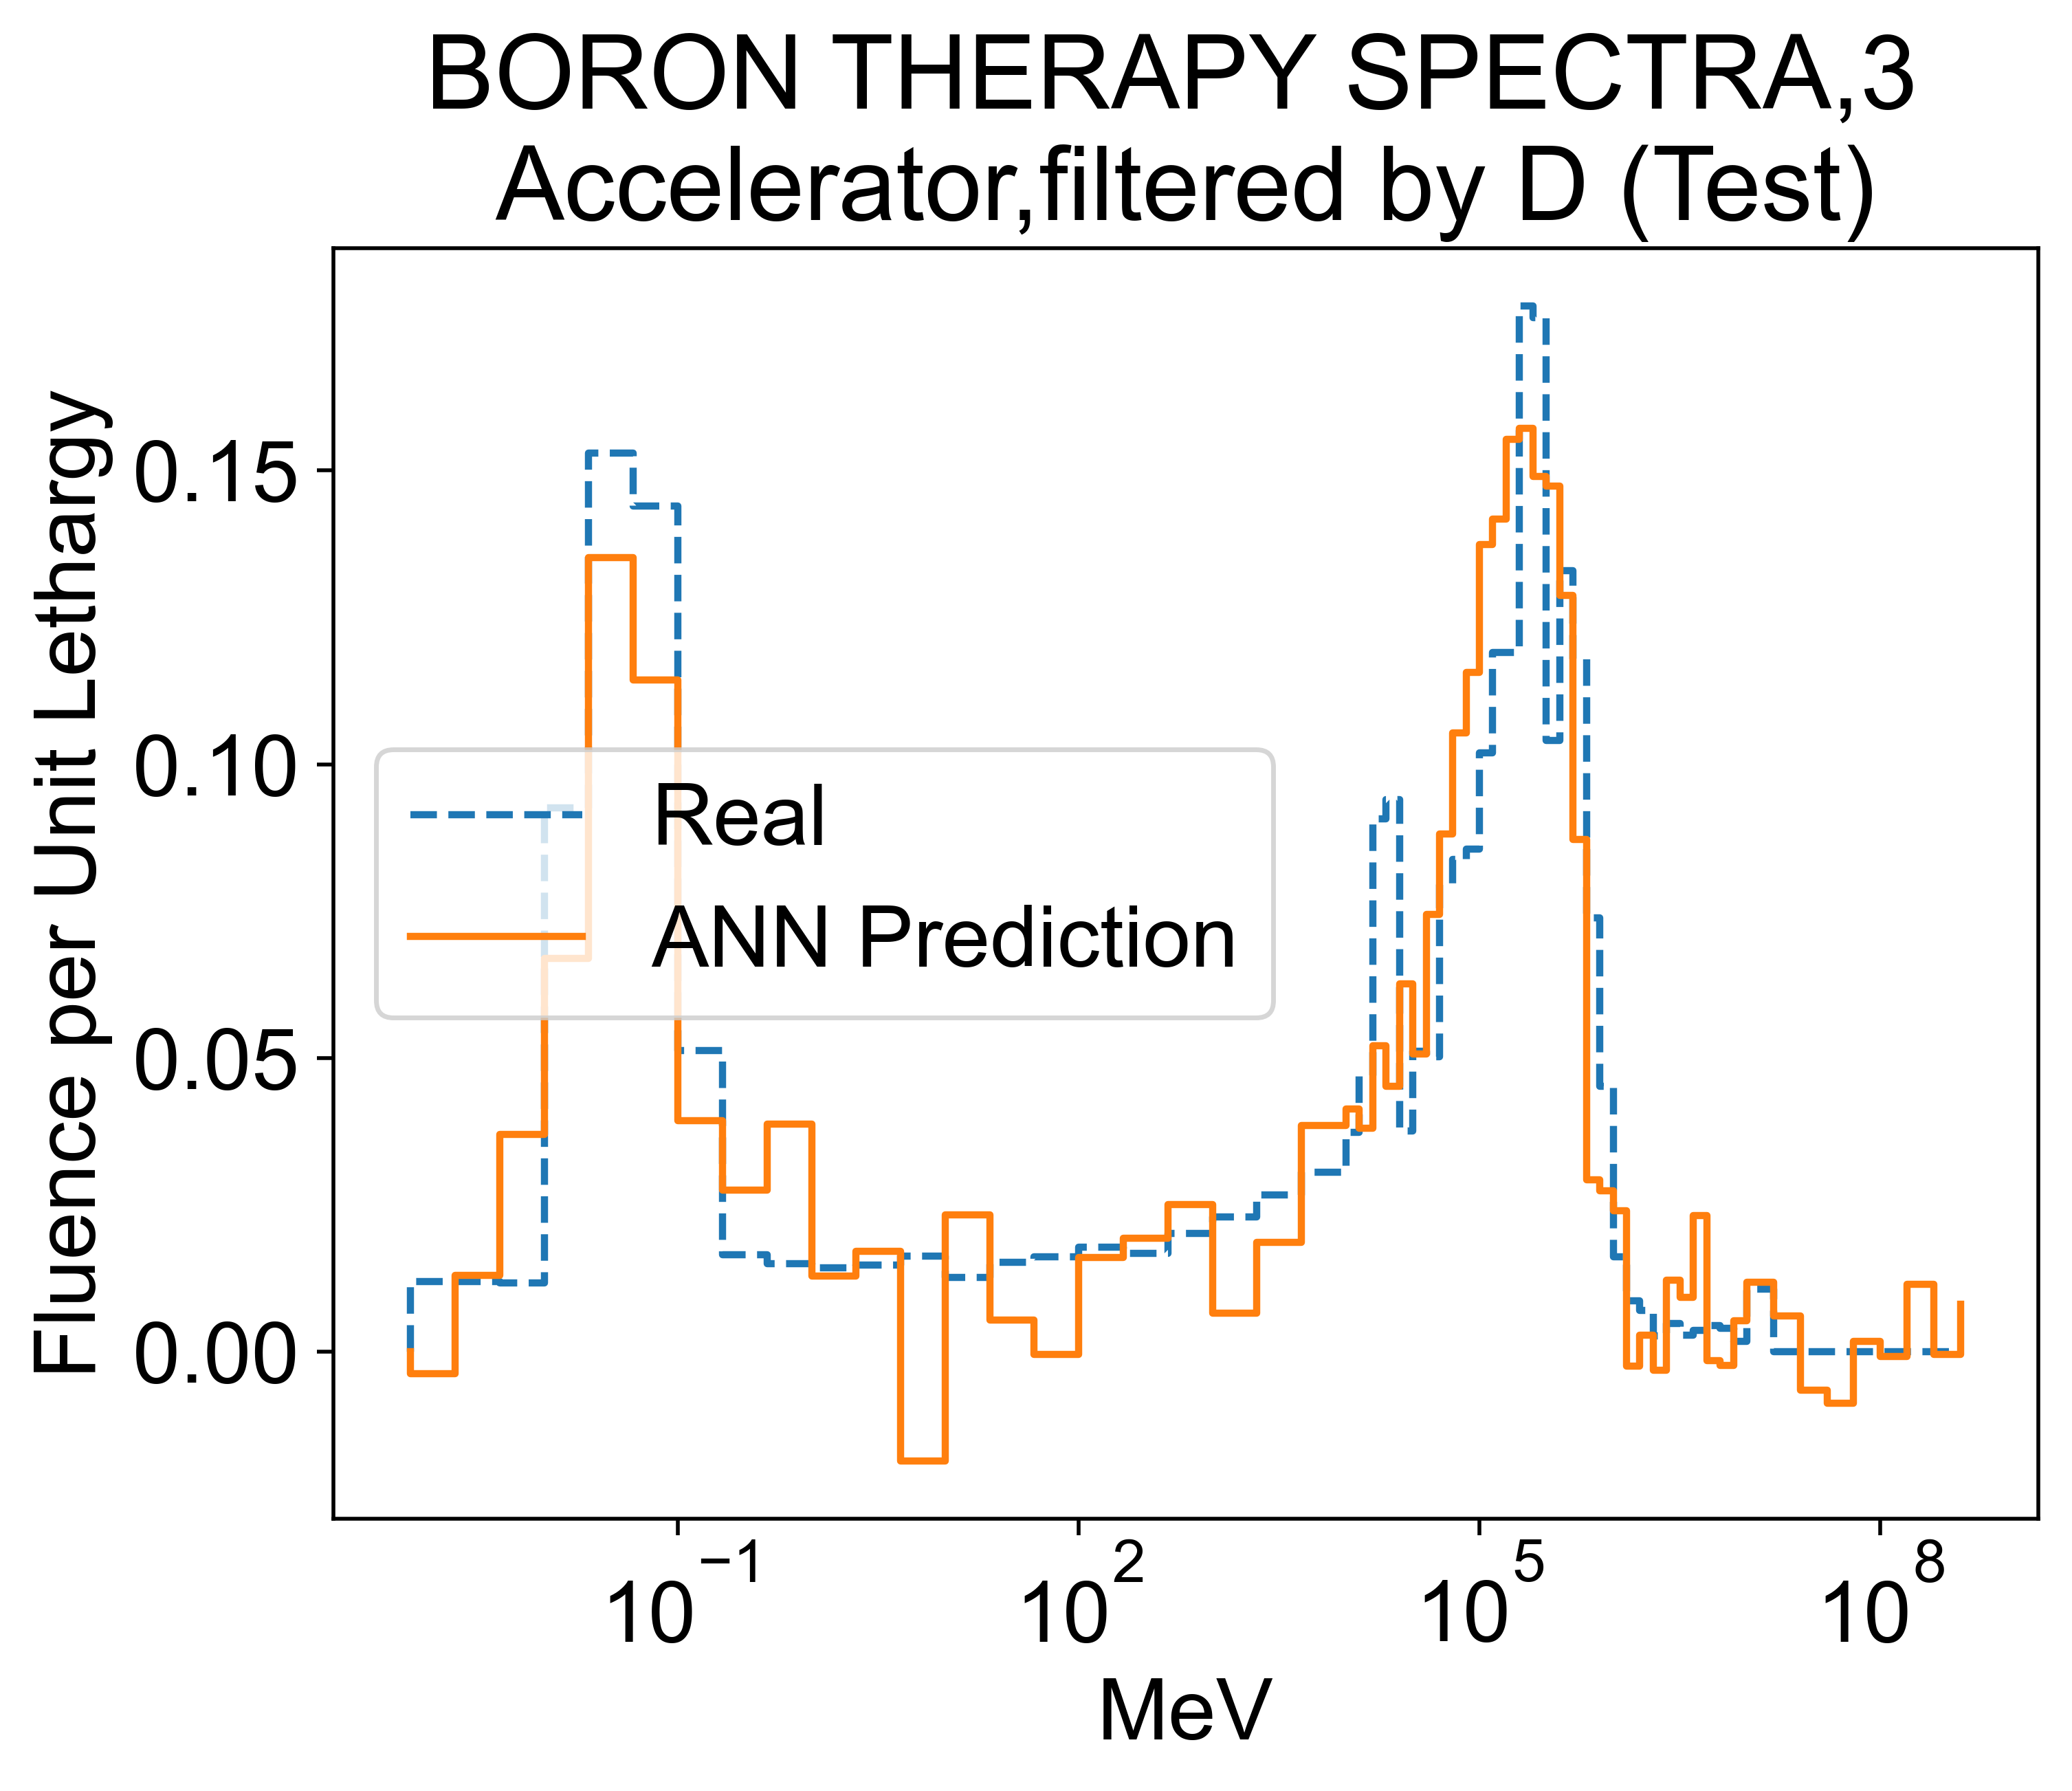 BORON THERAPY SPECTRA,3
Accelerator,filtered by D (Test)
Fluence per Unit Lethargy
0.15
0.10
0.05
0.00
Real
ANN Prediction
10⁻¹ 10² 10⁵ 10⁸
MeV